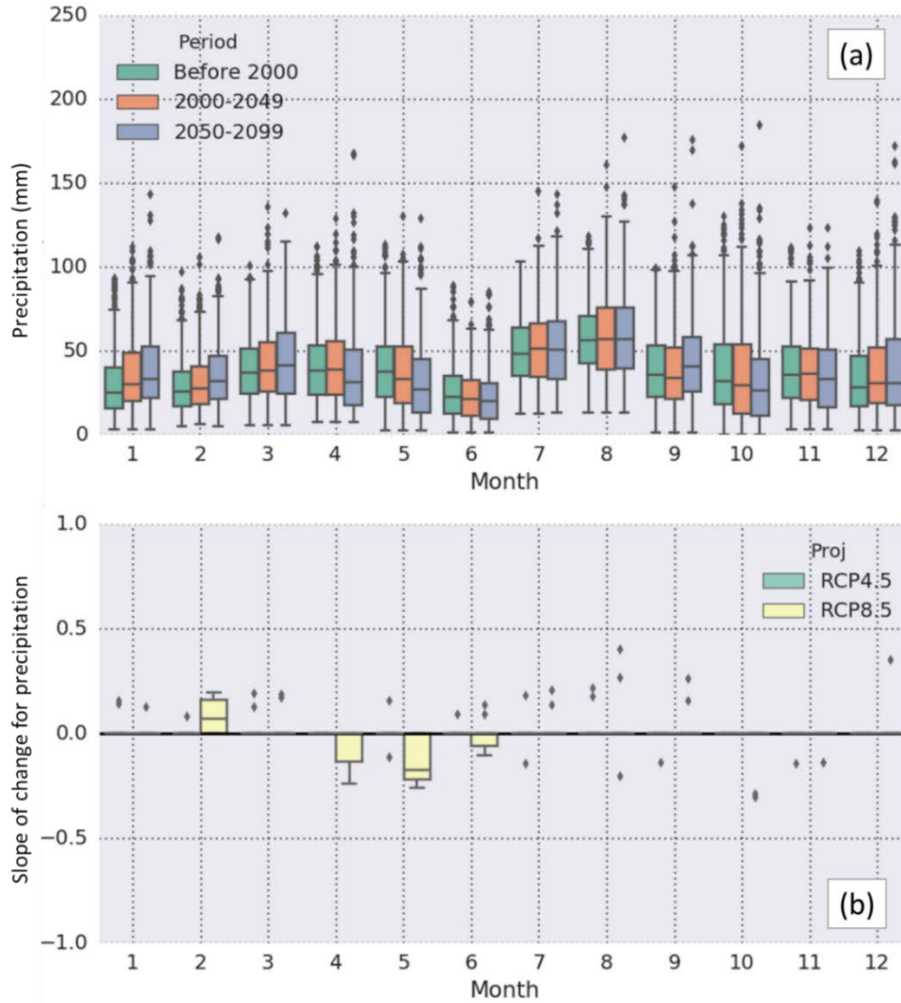 250
200
150
100
50
0
Precipitation (mm)
Period
Before 2000
2000-2049
2050-2099
(a)
1 2 3 4 5 6 7 8 9 10 11 12
Month
1.0
0.5
0.0
−0.5
−1.0
Slope of change for precipitation
Proj
RCP4.5
RCP8.5
(b)
1 2 3 4 5 6 7 8 9 10 11 12
Month